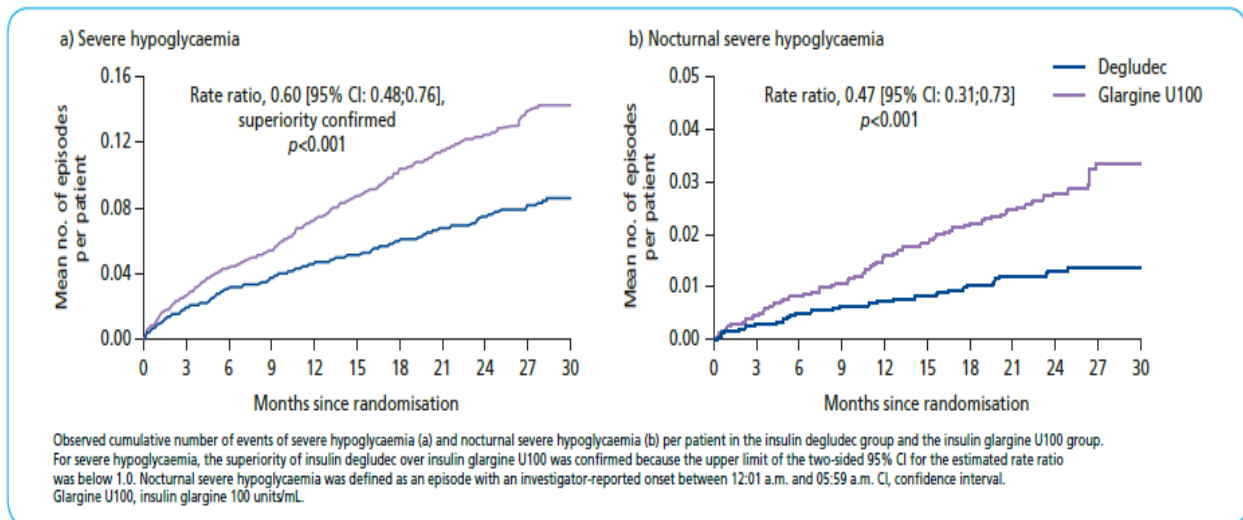 a) Severe hypoglycaemia
0.16
0.12
0.08
0.04
0.00
Mean no. of episodes
per patient
Rate ratio, 0.60 [95% CI: 0.48;0.76],
superiority confirmed
p<0.001
0 3 6 9 12 15 18 21 24 27 30
Months since randomisation
b) Nocturnal severe hypoglycaemia
0.05
0.04
0.03
0.02
0.01
0.00
Mean no. of episodes
per patient
Rate ratio, 0.47 [95% CI: 0.31;0.73]
p<0.001
Degludec
Glargine U100
0 3 6 9 12 15 18 21 24 27 30
Months since randomisation
Observed cumulative number of events of severe hypoglycaemia (a) and nocturnal severe hypoglycaemia (b) per patient in the insulin degludec group and the insulin glargine U100 group.
For severe hypoglycaemia, the superiority of insulin degludec over insulin glargine U100 was confirmed because the upper limit of the two-sided 95% CI for the estimated rate ratio
was below 1.0. Nocturnal severe hypoglycaemia was defined as an episode with an investigator-reported onset between 12:01 a.m. and 05:59 a.m. CI, confidence interval.
Glargine U100, insulin glargine 100 units/mL.